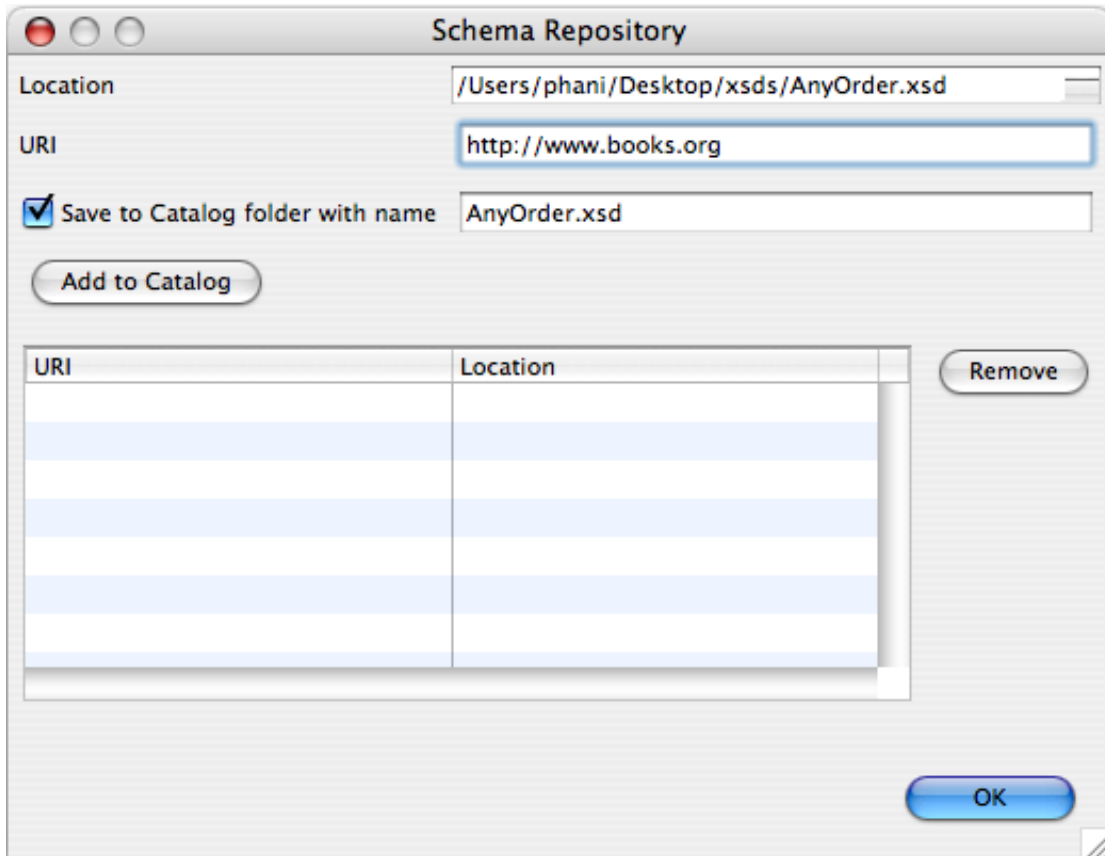 Schema Repository
Location /Users/phani/Desktop/xsds/AnyOrder.xsd
URI http://www.books.org
Save to Catalog folder with name AnyOrder.xsd
Add to Catalog
URI Location
Remove
OK